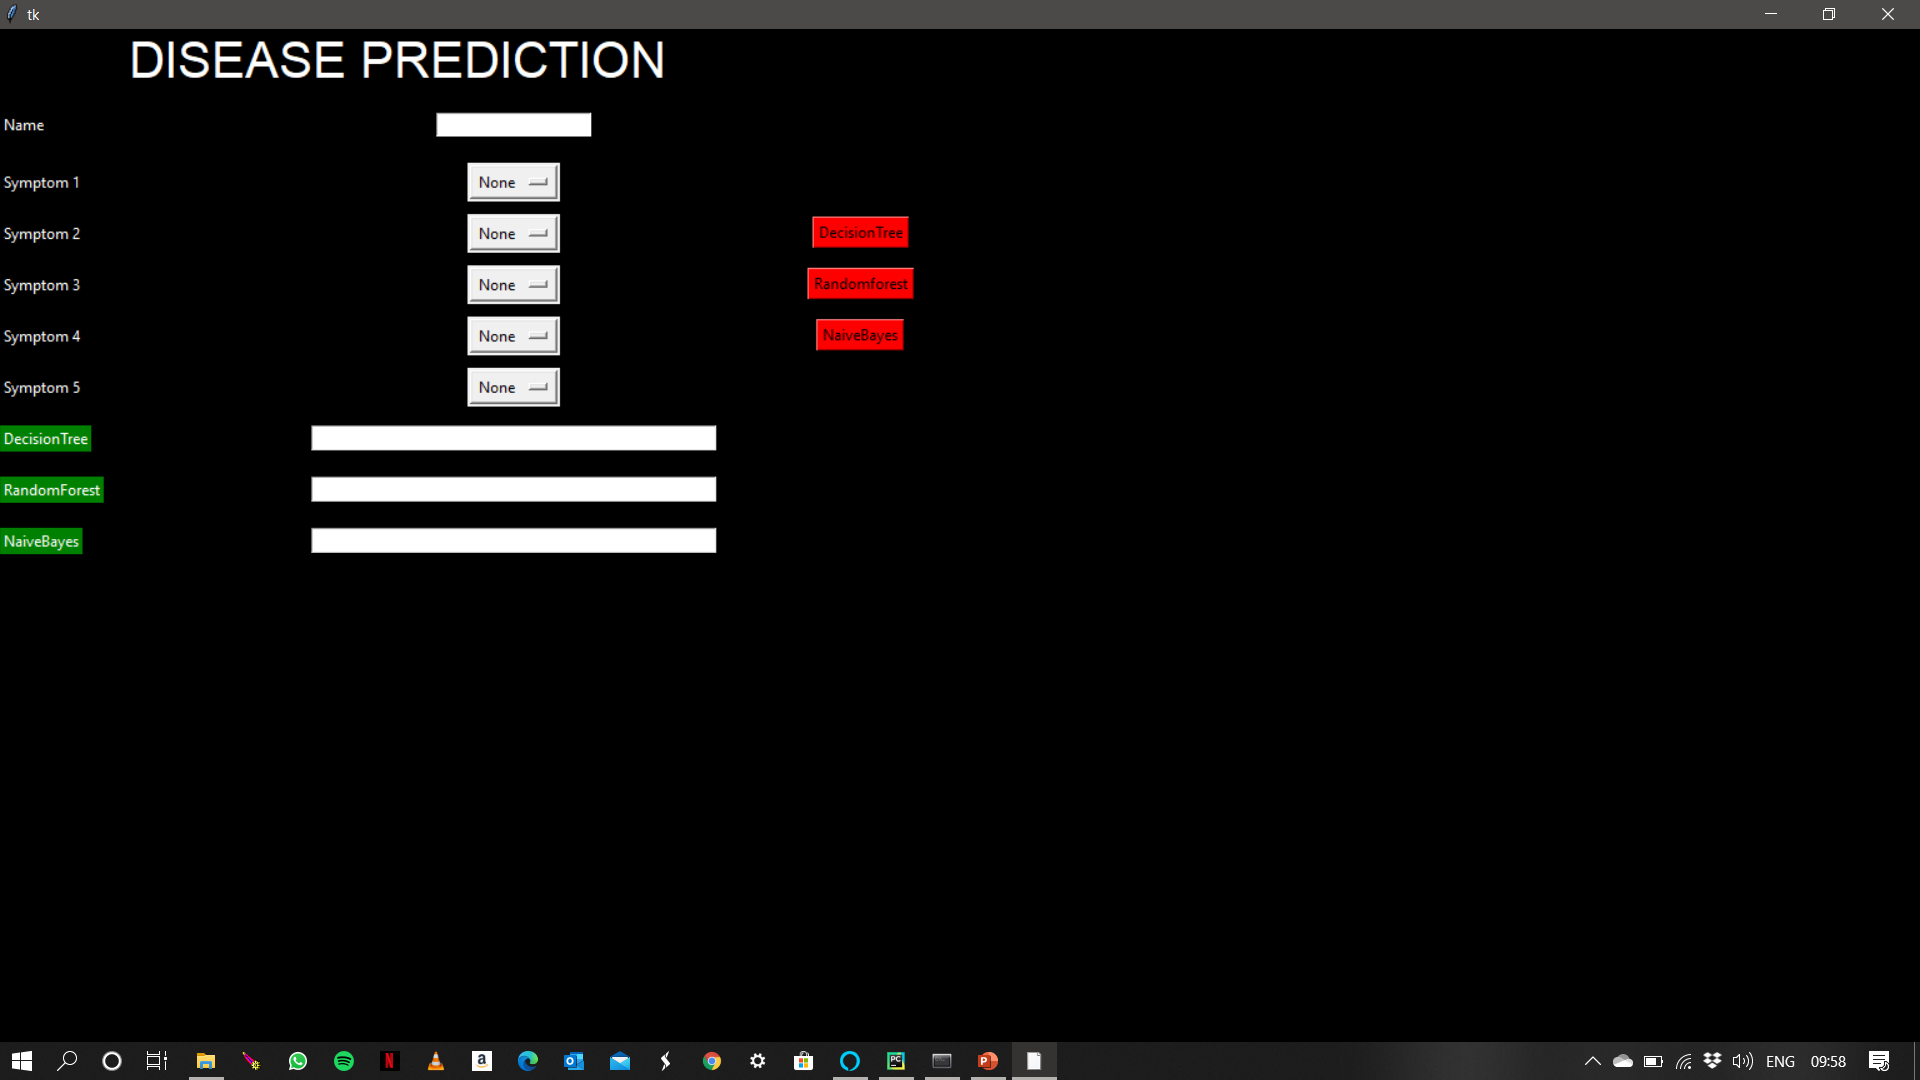 tk
DISEASE PREDICTION
Name
Symptom 1 None
Symptom 2 None DecisionTree
Symptom 3 None Randomforest
Symptom 4 None NaiveBayes
Symptom 5 None
DecisionTree
RandomForest
NaiveBayes
ENG 09:58